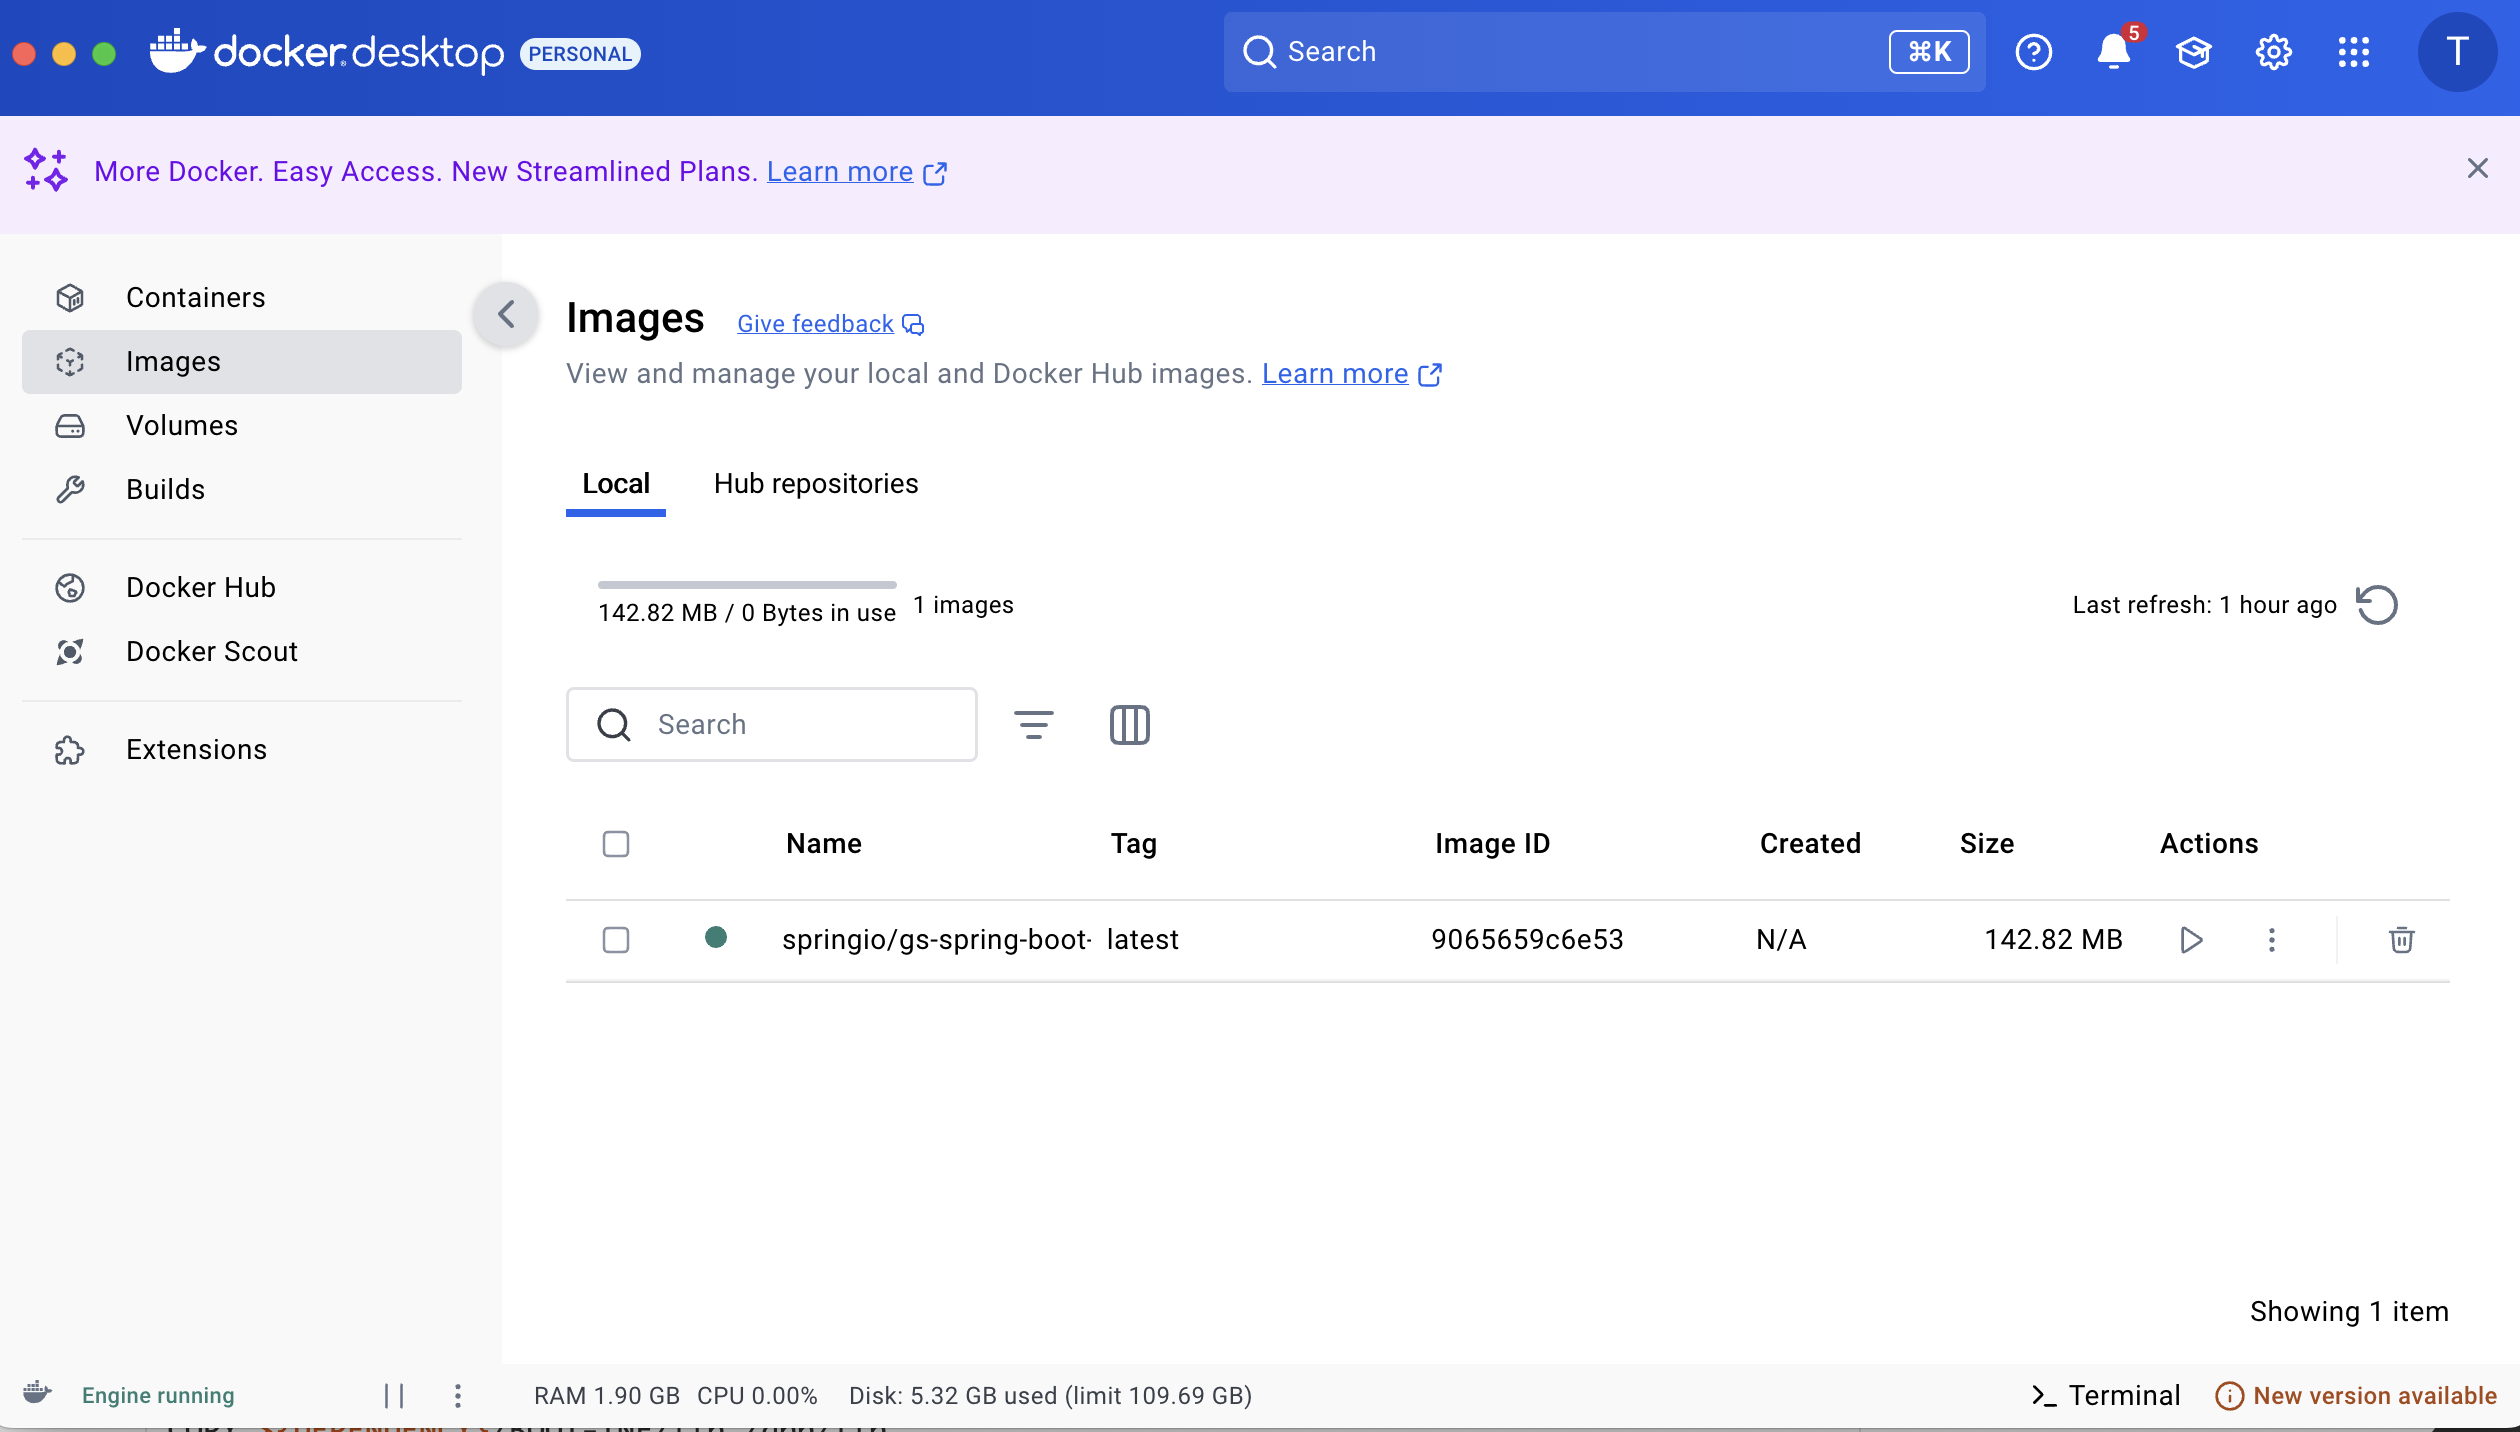 docker desktop PERSONAL
Search
⌘K
5
T
More Docker. Easy Access. New Streamlined Plans. Learn more
Containers
Images
Volumes
Builds
Docker Hub
Docker Scout
Extensions
Images Give feedback
View and manage your local and Docker Hub images. Learn more
Local Hub repositories
142.82 MB / 0 Bytes in use 1 images
Last refresh: 1 hour ago
Search
Name Tag Image ID Created Size Actions
springio/gs-spring-boot- latest 9065659c6e53 N/A 142.82 MB
Showing 1 item
Engine running
RAM 1.90 GB CPU 0.00% Disk: 5.32 GB used (limit 109.69 GB)
Terminal
New version available